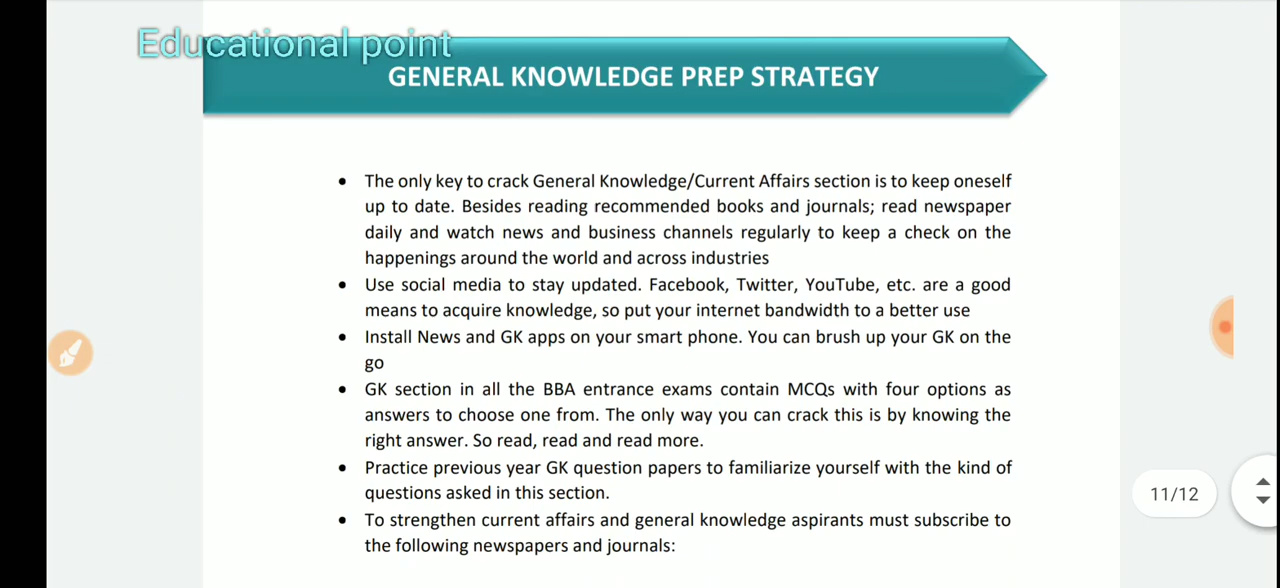 Educational point
GENERAL KNOWLEDGE PREP STRATEGY
• The only key to crack General Knowledge/Current Affairs section is to keep oneself
up to date. Besides reading recommended books and journals; read newspaper
daily and watch news and business channels regularly to keep a check on the
happenings around the world and across industries
• Use social media to stay updated. Facebook, Twitter, YouTube, etc. are a good
means to acquire knowledge, so put your internet bandwidth to a better use
• Install News and GK apps on your smart phone. You can brush up your GK on the
go
• GK section in all the BBA entrance exams contain MCQs with four options as
answers to choose one from. The only way you can crack this is by knowing the
right answer. So read, read and read more.
• Practice previous year GK question papers to familiarize yourself with the kind of
questions asked in this section.
11/12
• To strengthen current affairs and general knowledge aspirants must subscribe to
the following newspapers and journals: